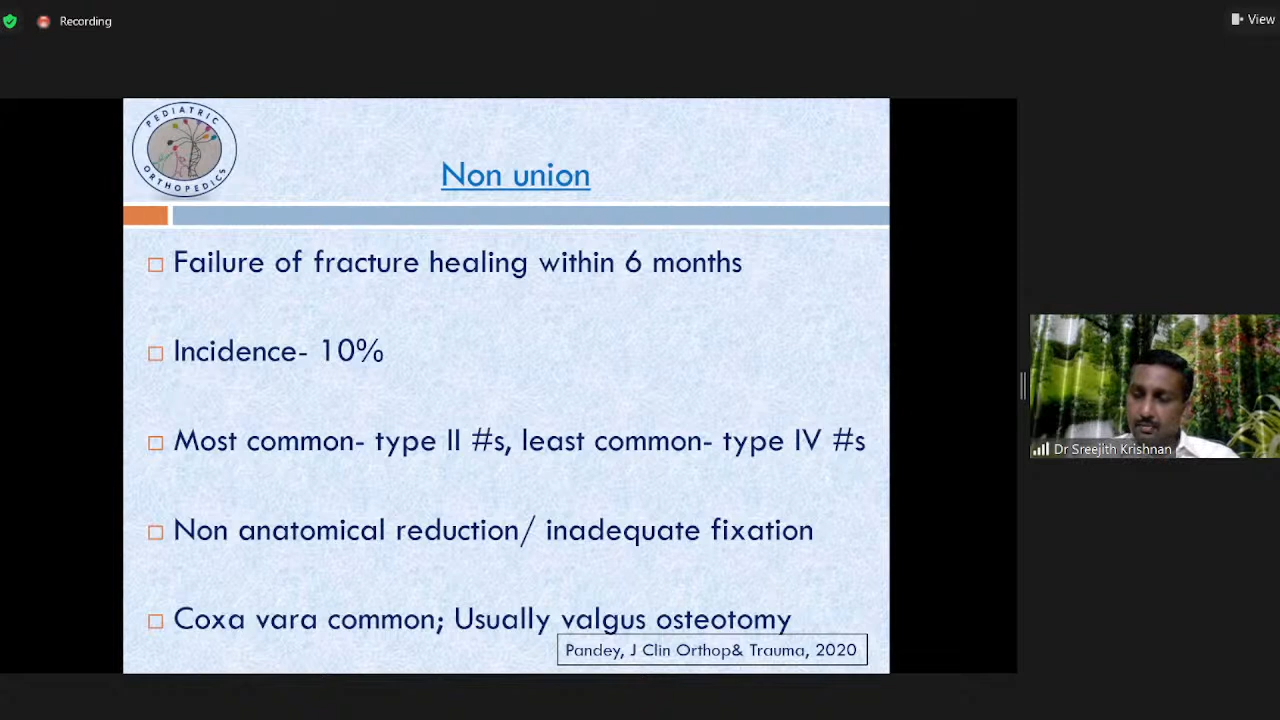 Recording
View
PEDIATRIC
ORTHOPEDICS
Non union
Failure of fracture healing within 6 months
Incidence- 10%
Most common- type II #s, least common- type IV #s
Non anatomical reduction/ inadequate fixation
Coxa vara common; Usually valgus osteotomy
Pandey, J Clin Orthop& Trauma, 2020
Dr Sreejith Krishnan